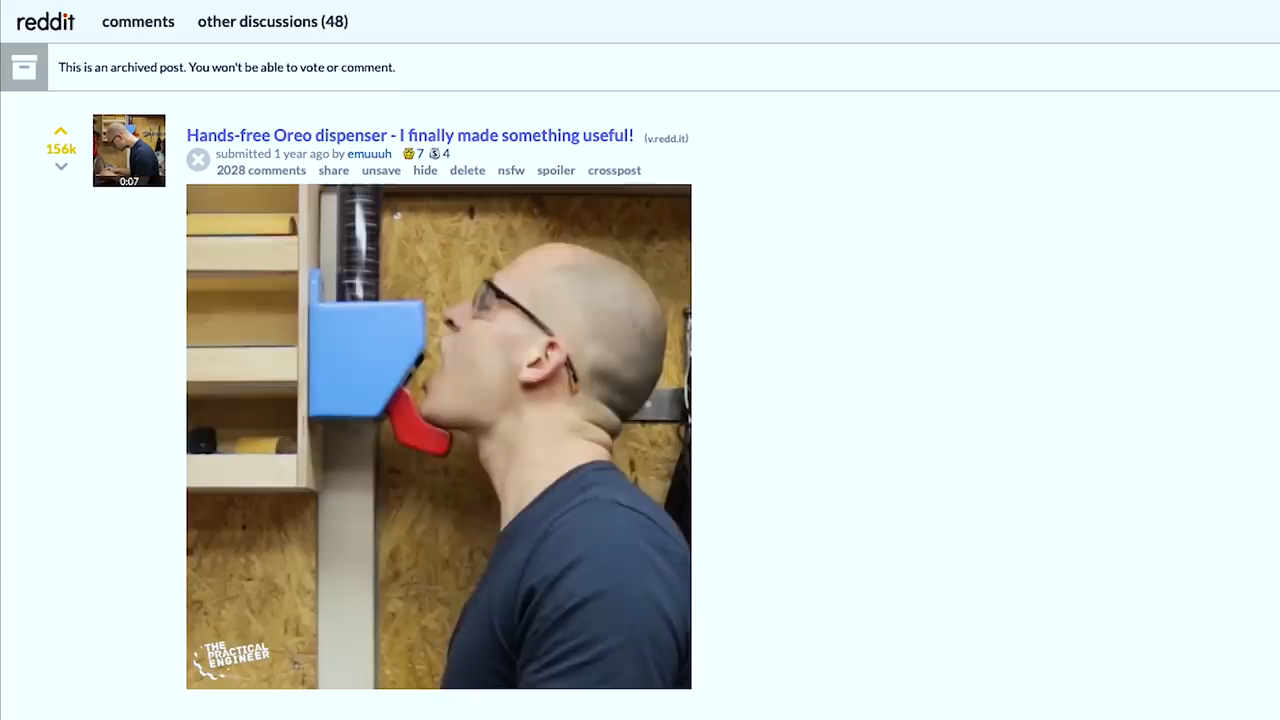 reddit comments other discussions (48)
This is an archived post. You won't be able to vote or comment.
Hands-free Oreo dispenser - I finally made something useful! (v.redd.it)
156k
submitted 1 year ago by emuuuh 7 4
2028 comments share unsave hide delete nsfw spoiler crosspost
0:07
THE
PRACTICAL
ENGINEER